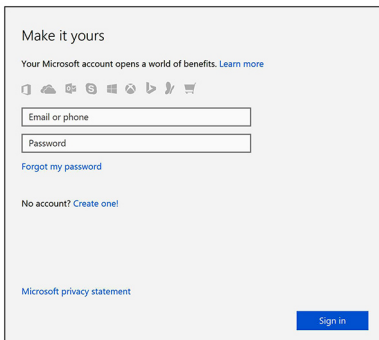 Make it yours
Your Microsoft account opens a world of benefits. Learn more
Email or phone
Password
Forgot my password
No account? Create one!
Microsoft privacy statement
Sign in